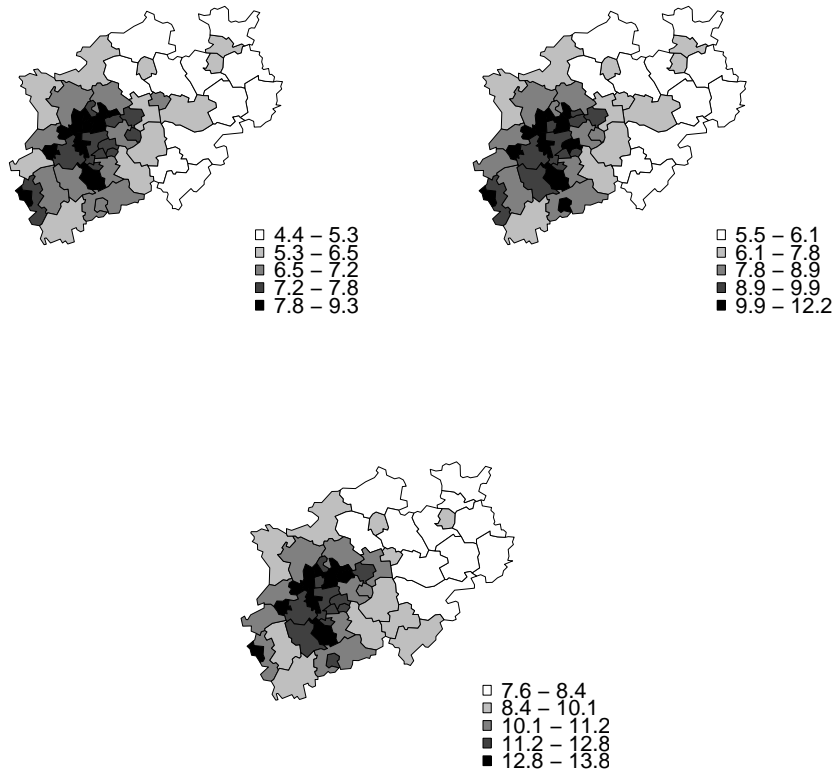 4.4 – 5.3
5.3 – 6.5
6.5 – 7.2
7.2 – 7.8
7.8 – 9.3
5.5 – 6.1
6.1 – 7.8
7.8 – 8.9
8.9 – 9.9
9.9 – 12.2
7.6 – 8.4
8.4 – 10.1
10.1 – 11.2
11.2 – 12.8
12.8 – 13.8